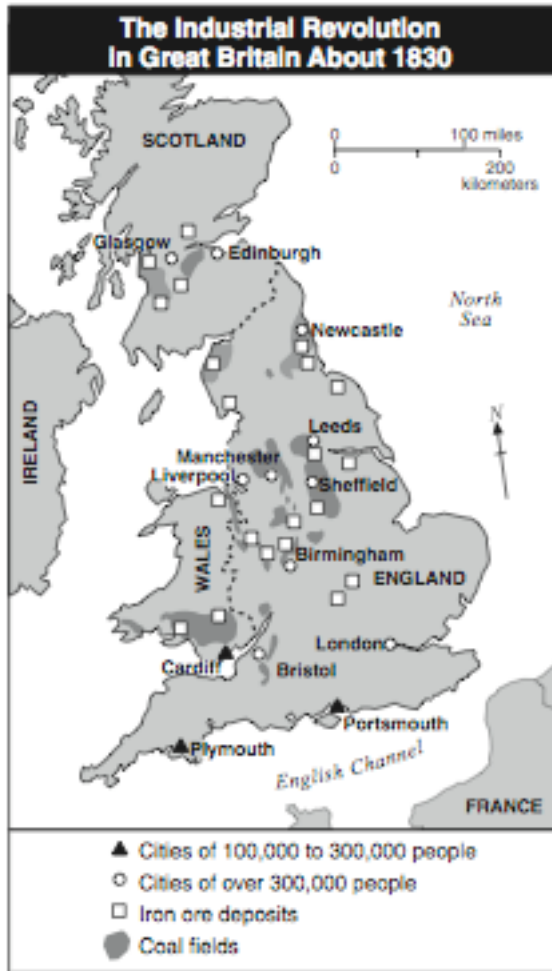 The Industrial Revolution
in Great Britain About 1830
SCOTLAND
0 100 miles
0 200
kilometers
Glasgow
Edinburgh
North
Sea
Newcastle
N
IRELAND
Leeds
Manchester
Liverpool
Sheffield
WALES
Birmingham
ENGLAND
London
Cardiff
Bristol
Portsmouth
Plymouth
English Channel
FRANCE
Cities of 100,000 to 300,000 people
Cities of over 300,000 people
Iron ore deposits
Coal fields